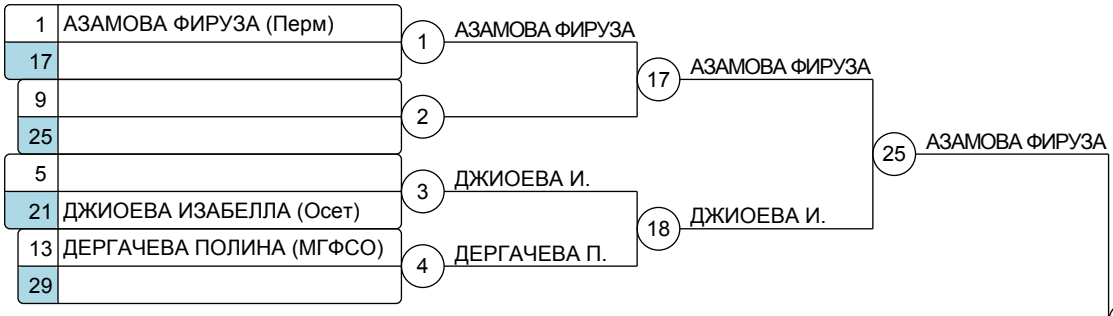 1 АЗАМОВА ФИРУЗА (Перм)
17
1
АЗАМОВА ФИРУЗА
9
25
2
17
АЗАМОВА ФИРУЗА
5
21 ДЖИОЕВА ИЗАБЕЛЛА (Осет)
3
ДЖИОЕВА И.
13 ДЕРГАЧЕВА ПОЛИНА (МГФСО)
29
4
ДЕРГАЧЕВА П.
18
ДЖИОЕВА И.
25
АЗАМОВА ФИРУЗА